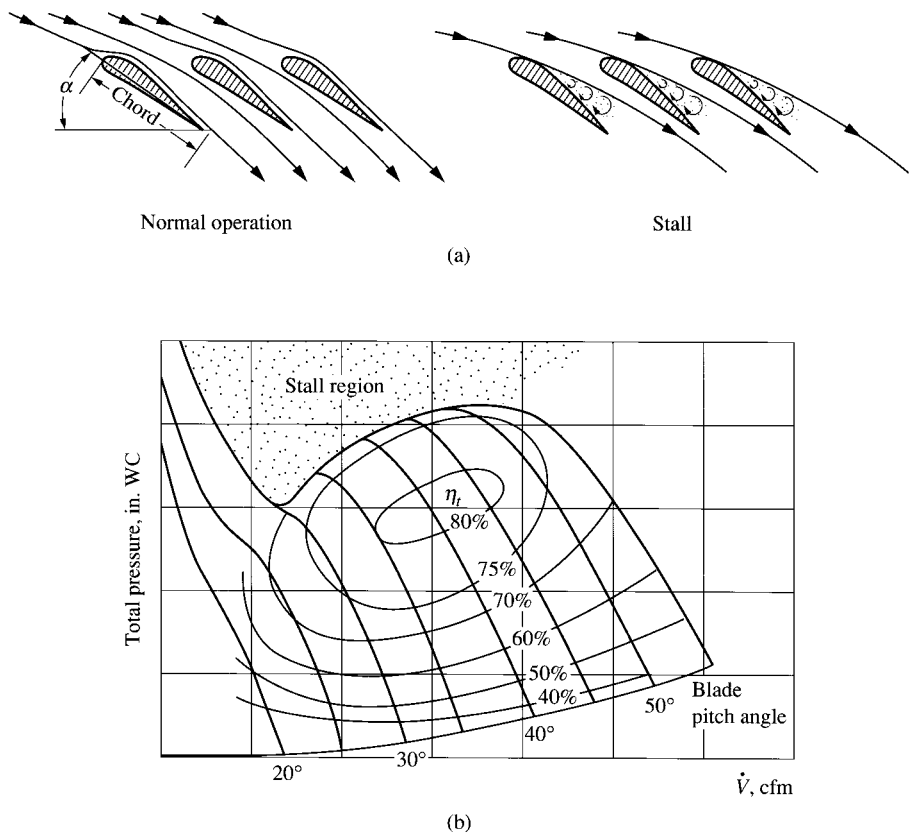 α
Chord
Normal operation
Stall
(a)
Stall region
η_t
80%
75%
70%
60%
50%
40%
Total pressure, in. WC
20°
30°
40°
50°
Blade
pitch angle
V̇, cfm
(b)